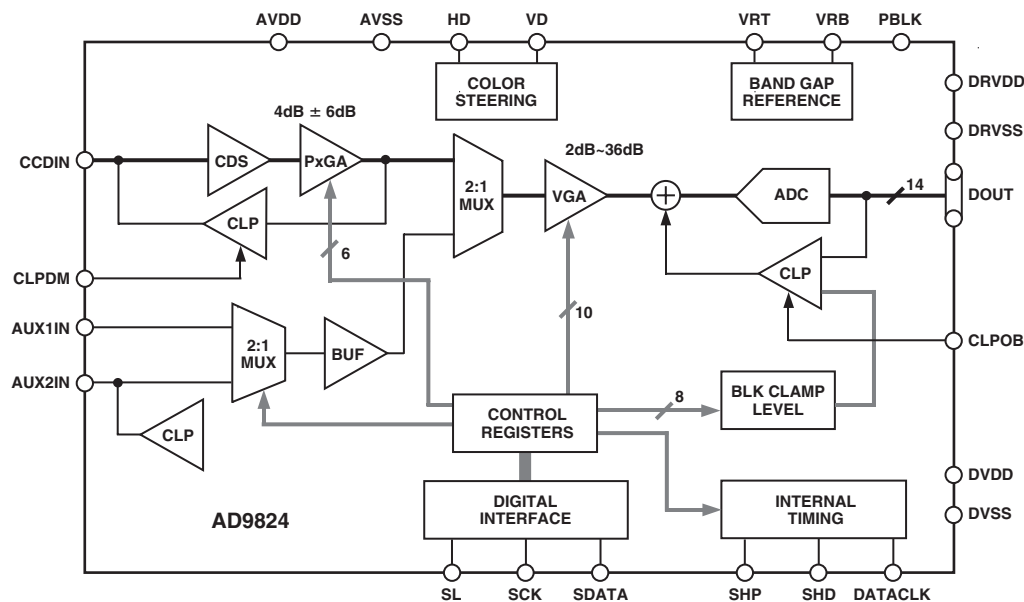 AVDD
AVSS
HD
VD
VRT
VRB
PBLK
COLOR
STEERING
BAND GAP
REFERENCE
DRVDD
DRVSS
4dB ± 6dB
2dB~36dB
CCDIN
CDS
PxGA
2:1
MUX
VGA
ADC
14
DOUT
CLP
6
CLP
CLPDM
10
AUX1IN
2:1
MUX
BUF
CLPOB
AUX2IN
8
BLK CLAMP
LEVEL
CONTROL
REGISTERS
CLP
DVDD
DIGITAL
INTERFACE
INTERNAL
TIMING
AD9824
DVSS
SL
SCK
SDATA
SHP
SHD
DATACLK